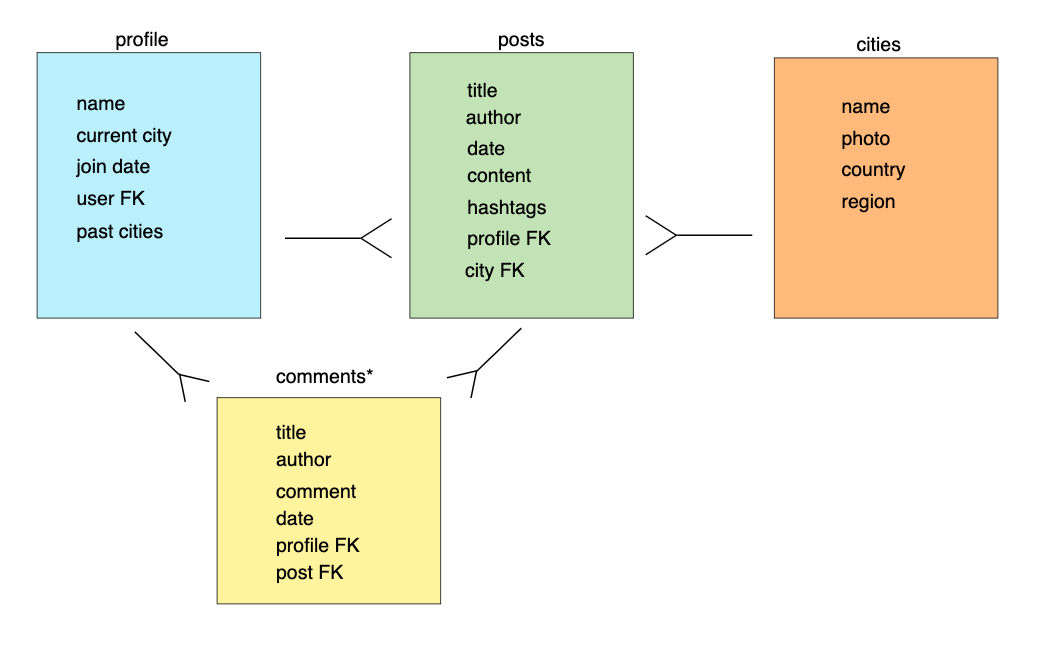 profile
name
current city
join date
user FK
past cities
posts
title
author
date
content
hashtags
profile FK
city FK
cities
name
photo
country
region
comments*
title
author
comment
date
profile FK
post FK